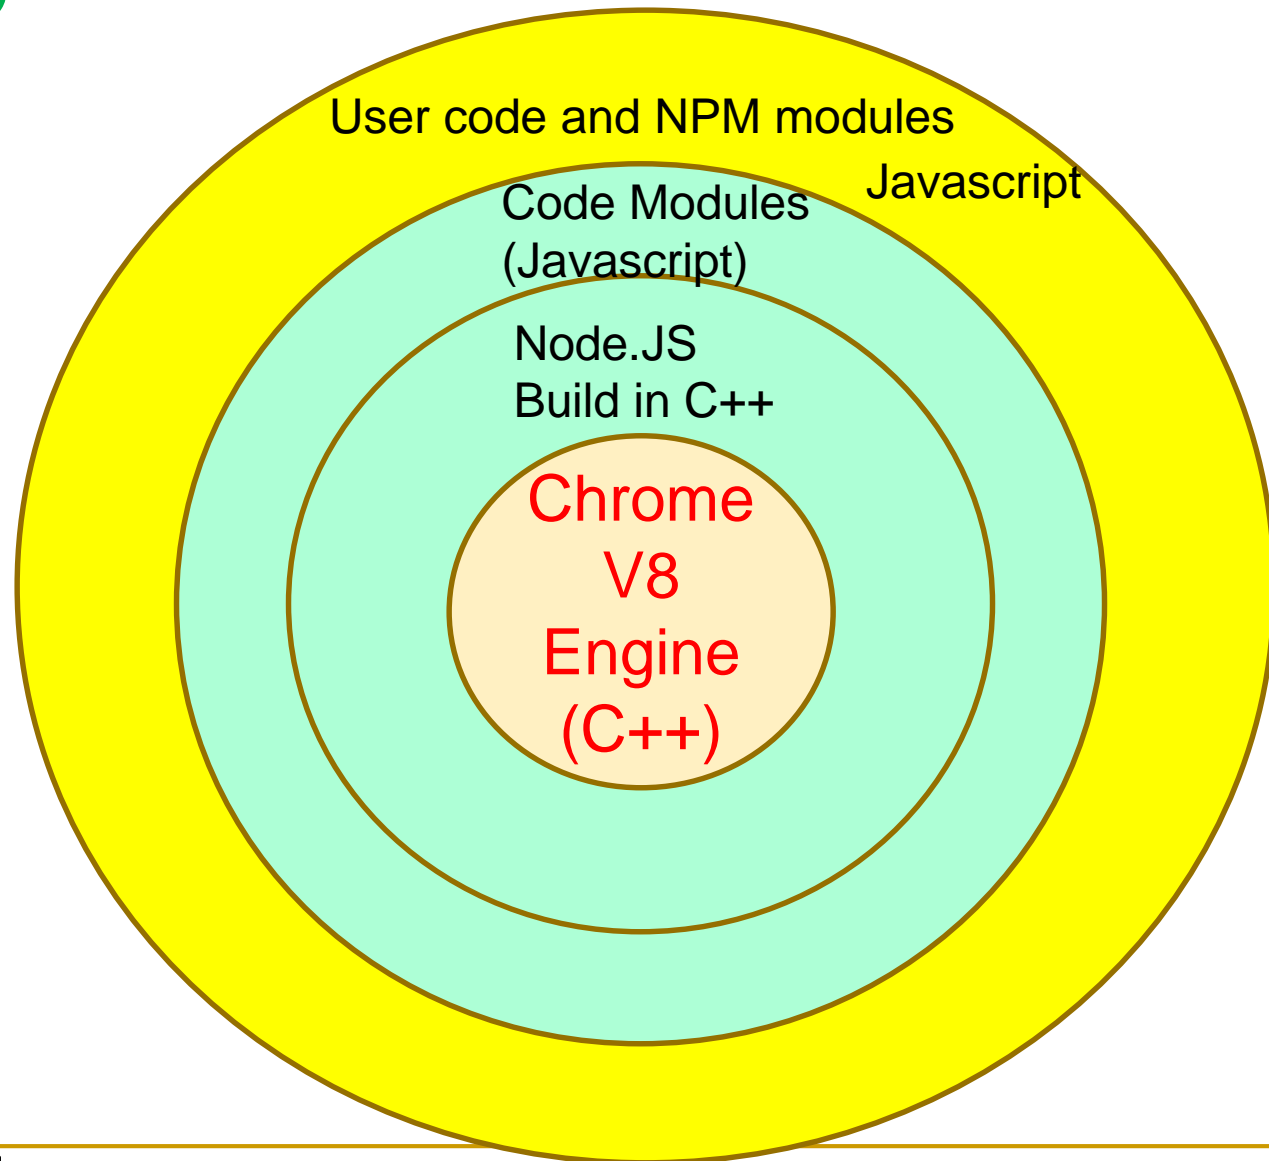 User code and NPM modules
Javascript
Code Modules
(Javascript)
Node.JS
Build in C++
Chrome
V8
Engine
(C++)